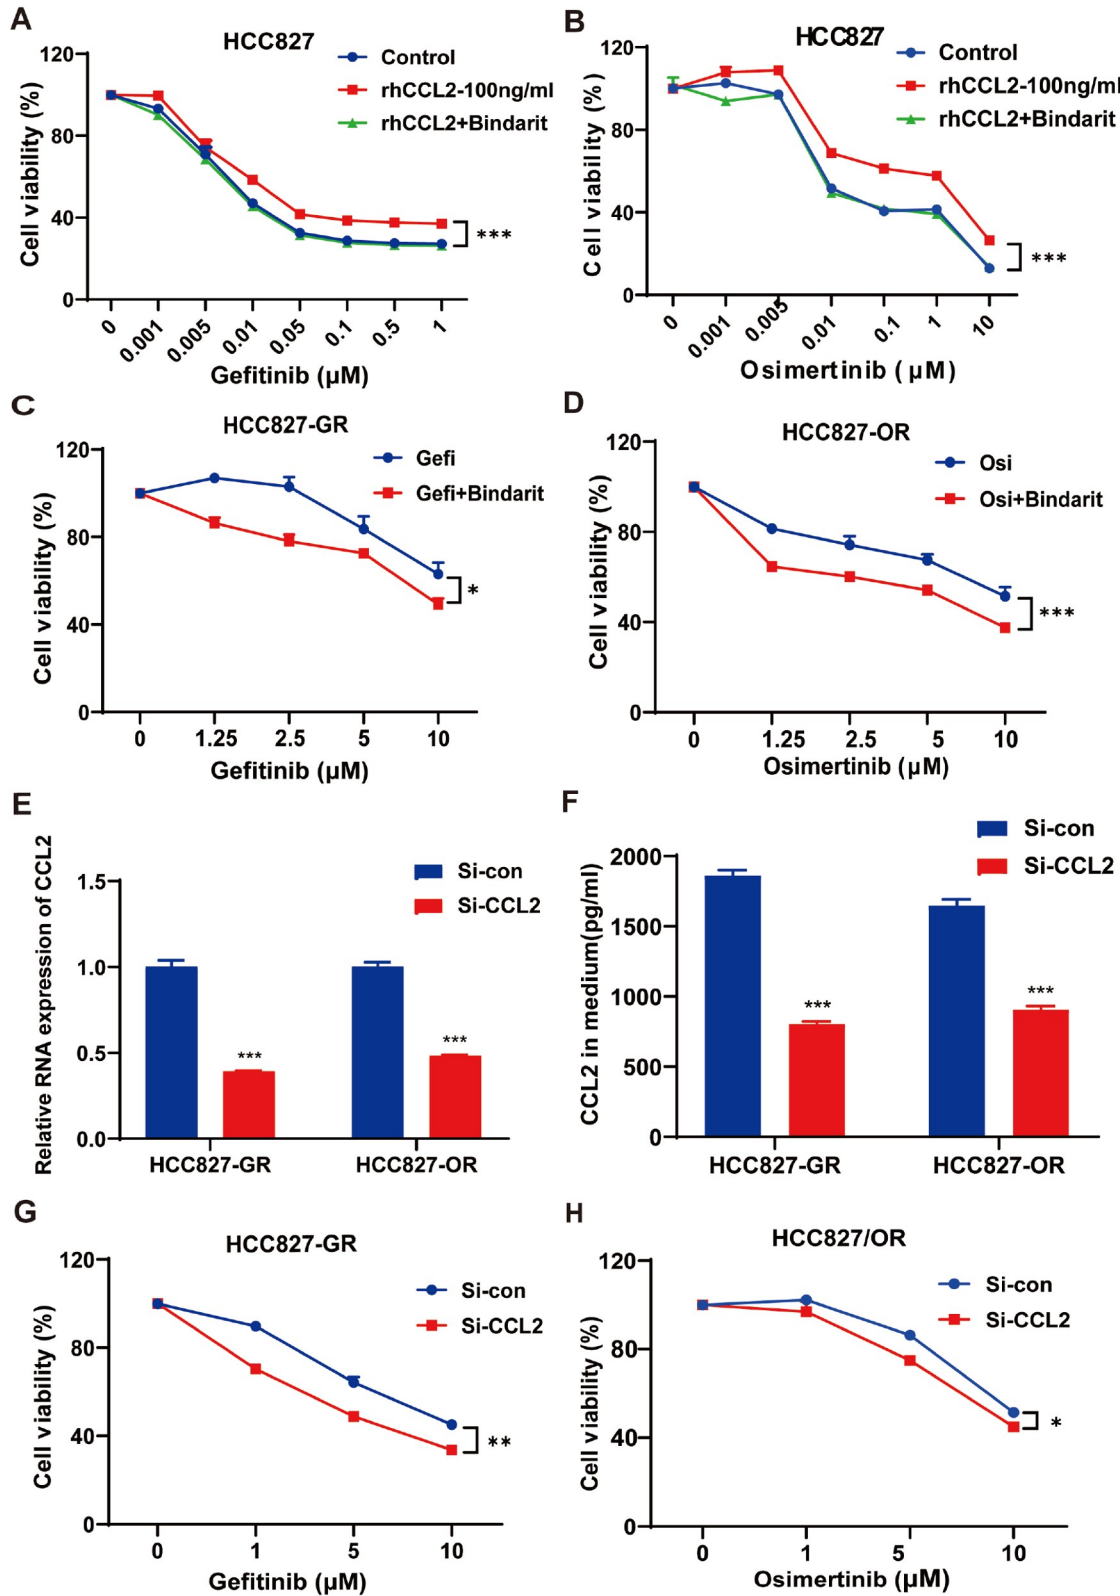 A
HCC827
Control
rhCCL2-100ng/ml
rhCCL2+Bindarit
Cell viability (%)
120
80
40
0
***
0 0.001 0.005 0.01 0.05 0.1 0.5 1
Gefitinib (μM)
B
HCC827
Control
rhCCL2-100ng/ml
rhCCL2+Bindarit
Cell viability (%)
120
80
40
0
***
0 0.001 0.005 0.01 0.1 1 10
Osimertinib (μM)
C
HCC827-GR
Gefi
Gefi+Bindarit
Cell viability (%)
120
80
40
0
*
0 1.25 2.5 5 10
Gefitinib (μM)
D
HCC827-OR
Osi
Osi+Bindarit
Cell viability (%)
120
80
40
0
***
0 1.25 2.5 5 10
Osimertinib (μM)
E
Si-con
Si-CCL2
Relative RNA expression of CCL2
1.5
1.0
0.5
0.0
*** ***
HCC827-GR HCC827-OR
F
Si-con
Si-CCL2
CCL2 in medium(pg/ml)
2000
1500
1000
500
0
*** ***
HCC827-GR HCC827-OR
G
HCC827-GR
Si-con
Si-CCL2
Cell viability (%)
120
80
40
0
**
0 1 5 10
Gefitinib (μM)
H
HCC827/OR
Si-con
Si-CCL2
Cell viability (%)
120
80
40
0
*
0 1 5 10
Osimertinib (μM)